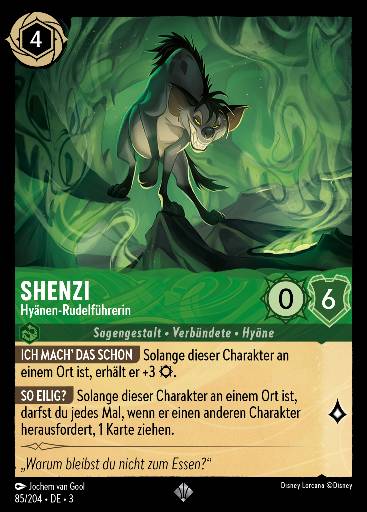 4
SHENZI
Hyänen-Rudelführerin
0
6
Sagengestalt • Verbündete • Hyäne
ICH MACH' DAS SCHON Solange dieser Charakter an
einem Ort ist, erhält er +3 .
SO EILIG? Solange dieser Charakter an einem Ort ist,
darfst du jedes Mal, wenn er einen anderen Charakter
herausfordert, 1 Karte ziehen.
„Warum bleibst du nicht zum Essen?“
Jochem van Gool
85/204 • DE • 3
Disney Lorcana ©Disney